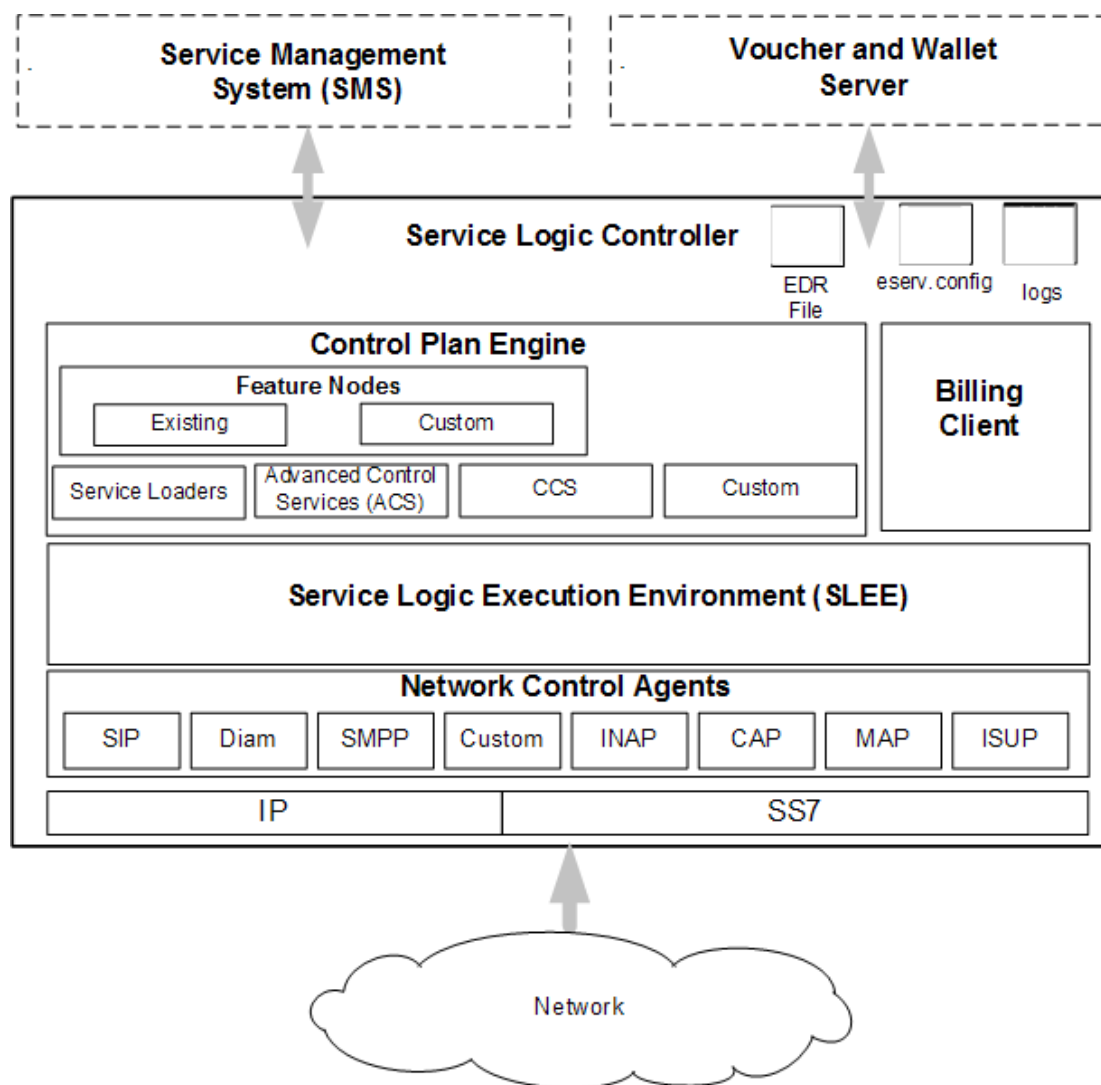 Service Management
System (SMS)
Voucher and Wallet
Server
Service Logic Controller
EDR
File
eserv.config
logs
Control Plan Engine
Feature Nodes
Existing
Custom
Service Loaders
Advanced Control
Services (ACS)
CCS
Custom
Billing
Client
Service Logic Execution Environment (SLEE)
Network Control Agents
SIP
Diam
SMPP
Custom
INAP
CAP
MAP
ISUP
IP
SS7
Network